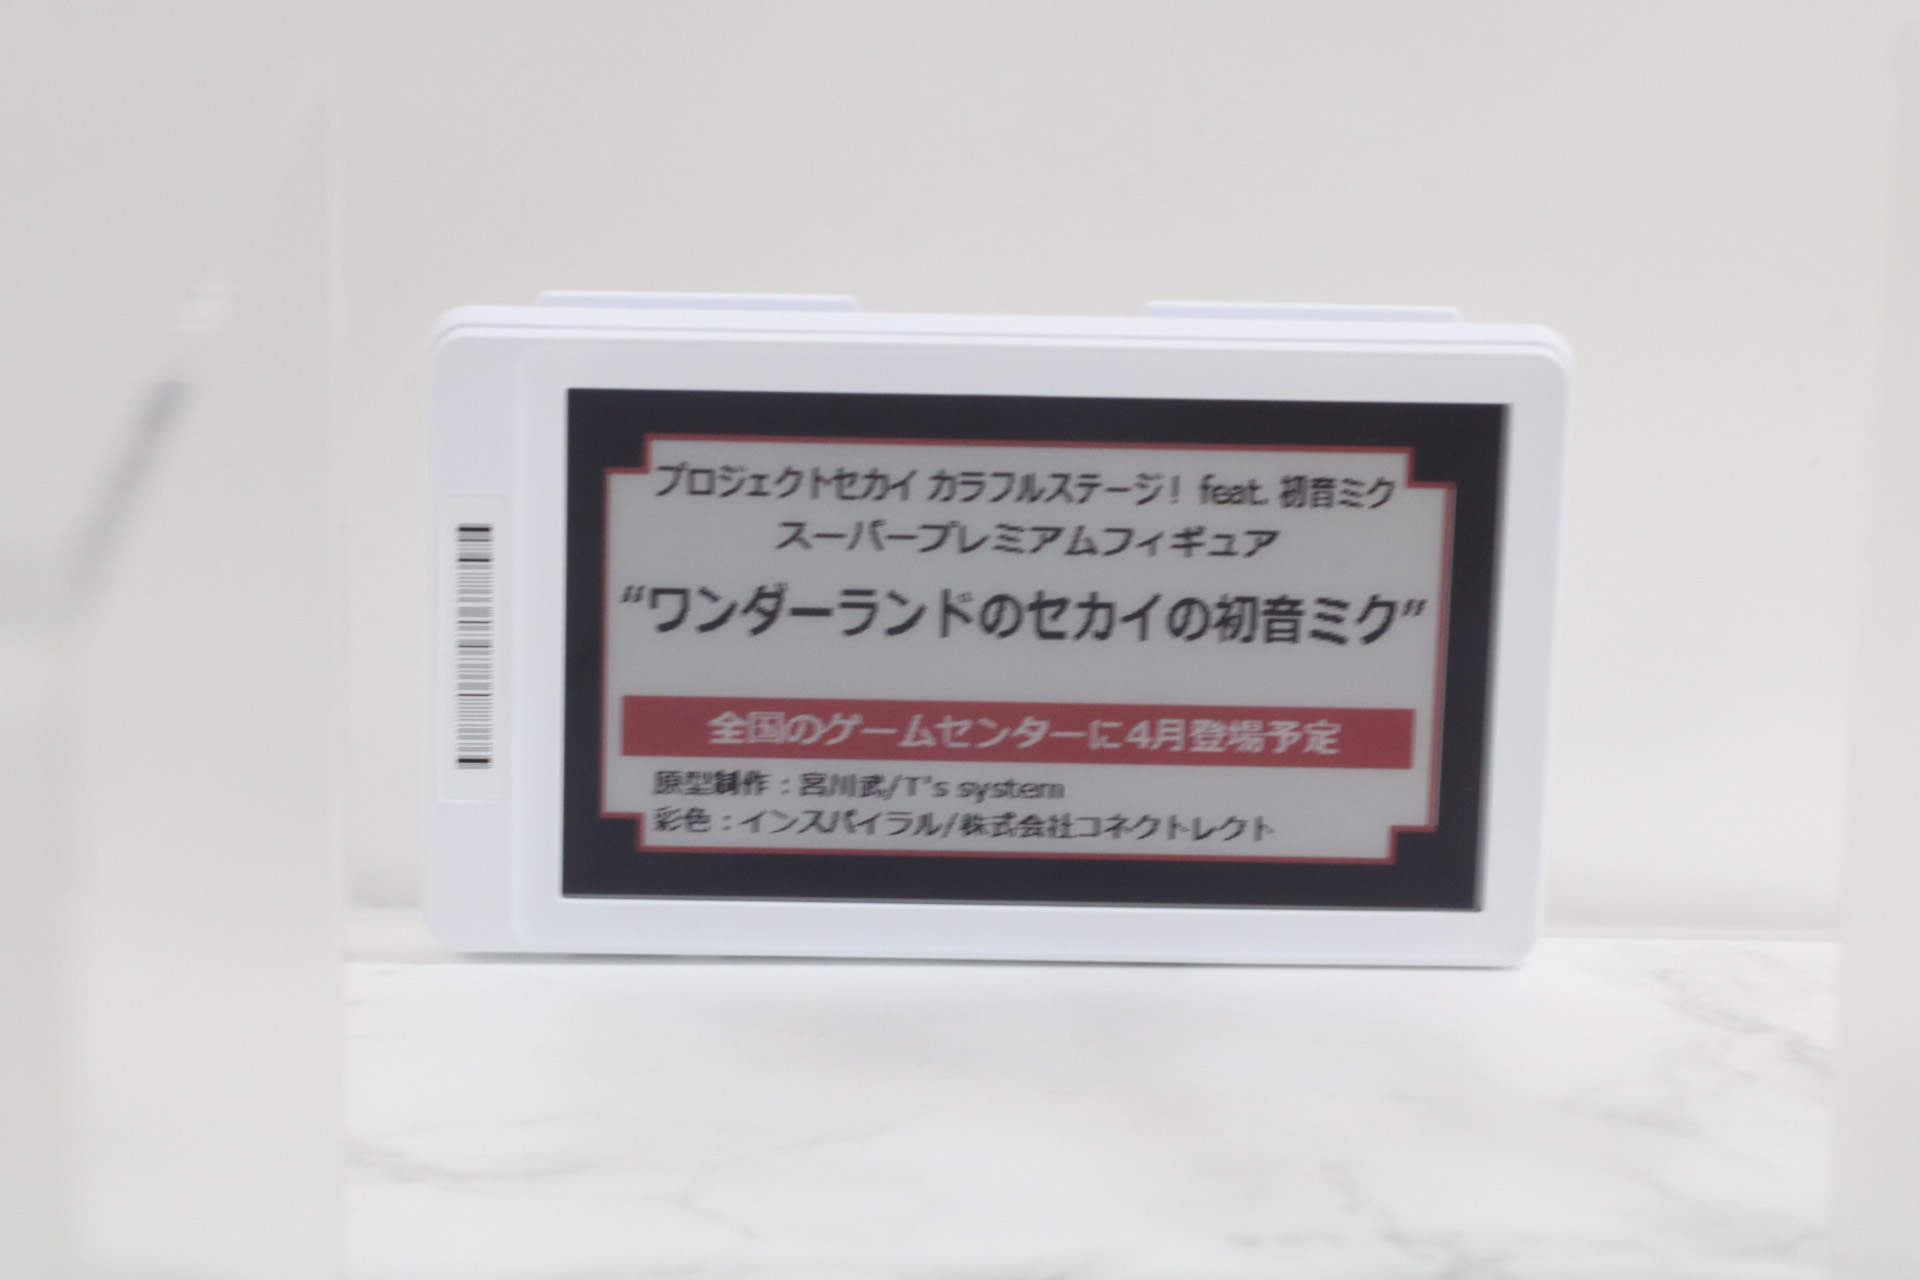 プロジェクトセカイ カラフルステージ！ feat. 初音ミク
スーパープレミアムフィギュア
“ワンダーランドのセカイの初音ミク”
全国のゲームセンターに4月登場予定
原型制作：宮川武/T's system
彩色：インスパイラル/株式会社コネクトレクト